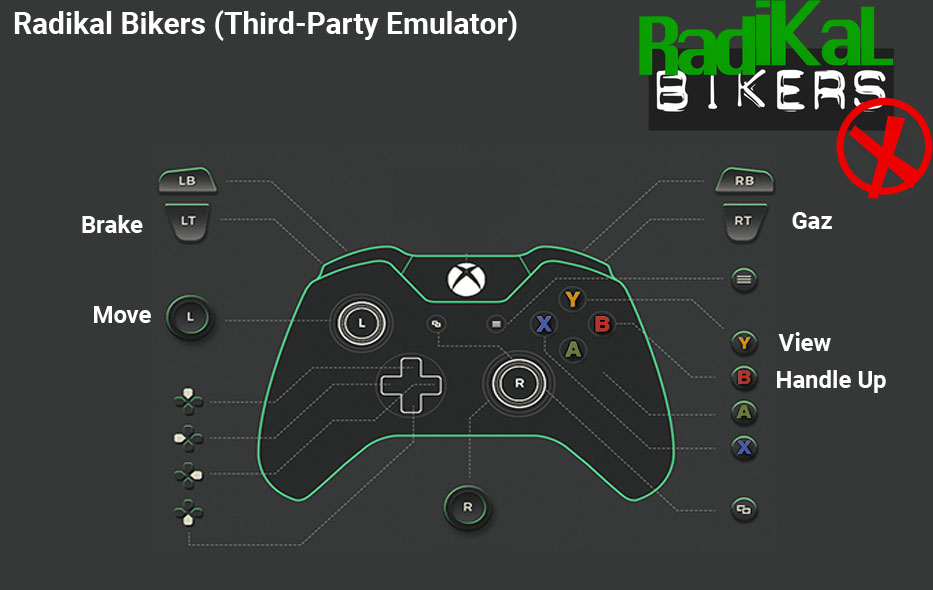 Radikal Bikers (Third-Party Emulator)
RadiKaL
BIKERS
LB
RB
Brake
LT
RT
Gaz
Move
L
L
Y
X
B
A
Y
View
R
B
Handle Up
A
X
R